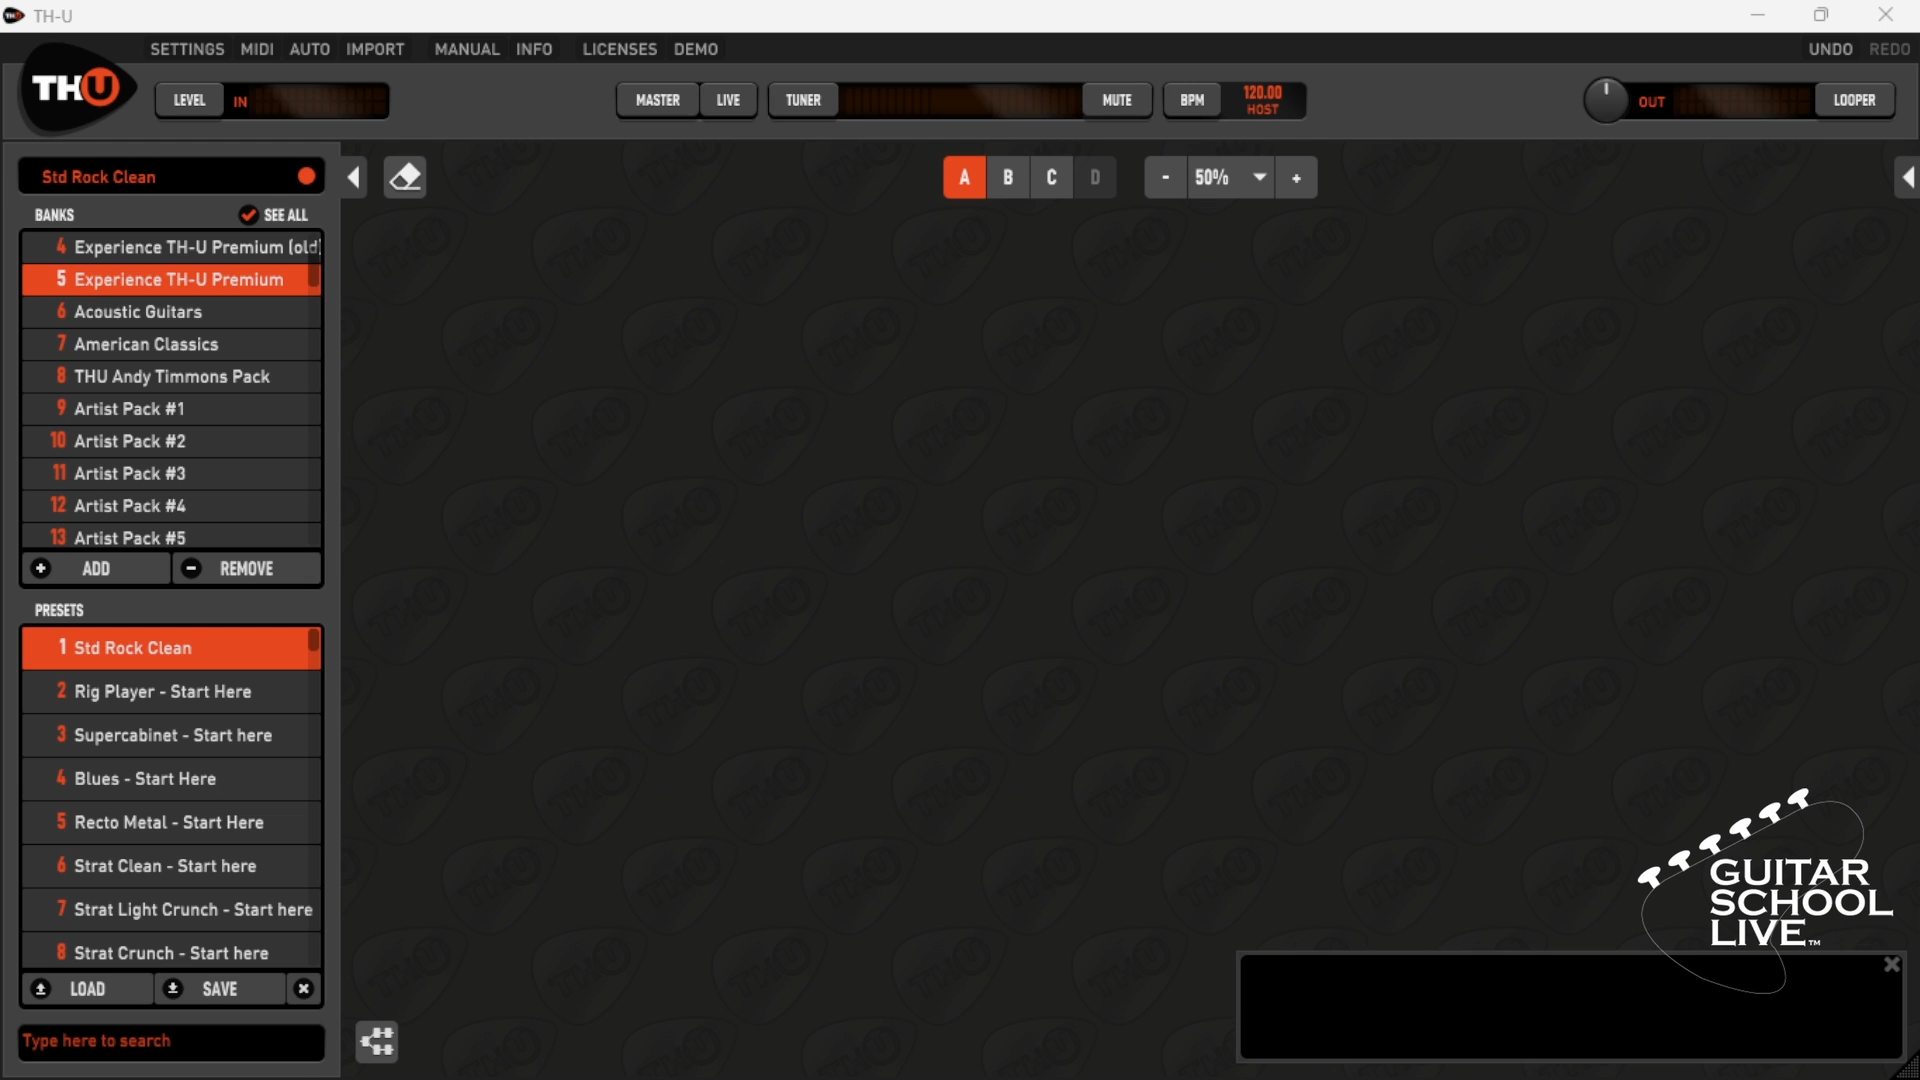 TH-U
SETTINGS MIDI AUTO IMPORT MANUAL INFO LICENSES DEMO UNDO REDO
THU
LEVEL IN MASTER LIVE TUNER MUTE BPM 120.00 HOST OUT LOOPER
Std Rock Clean
A B C D - 50% +
BANKS SEE ALL
4 Experience TH-U Premium (old)
5 Experience TH-U Premium
6 Acoustic Guitars
7 American Classics
8 THU Andy Timmons Pack
9 Artist Pack #1
10 Artist Pack #2
11 Artist Pack #3
12 Artist Pack #4
13 Artist Pack #5
+ ADD - REMOVE
PRESETS
1 Std Rock Clean
2 Rig Player - Start Here
3 Supercabinet - Start here
4 Blues - Start Here
5 Recto Metal - Start Here
6 Strat Clean - Start here
7 Strat Light Crunch - Start here
8 Strat Crunch - Start here
LOAD SAVE
Type here to search
GUITAR
SCHOOL
LIVE™